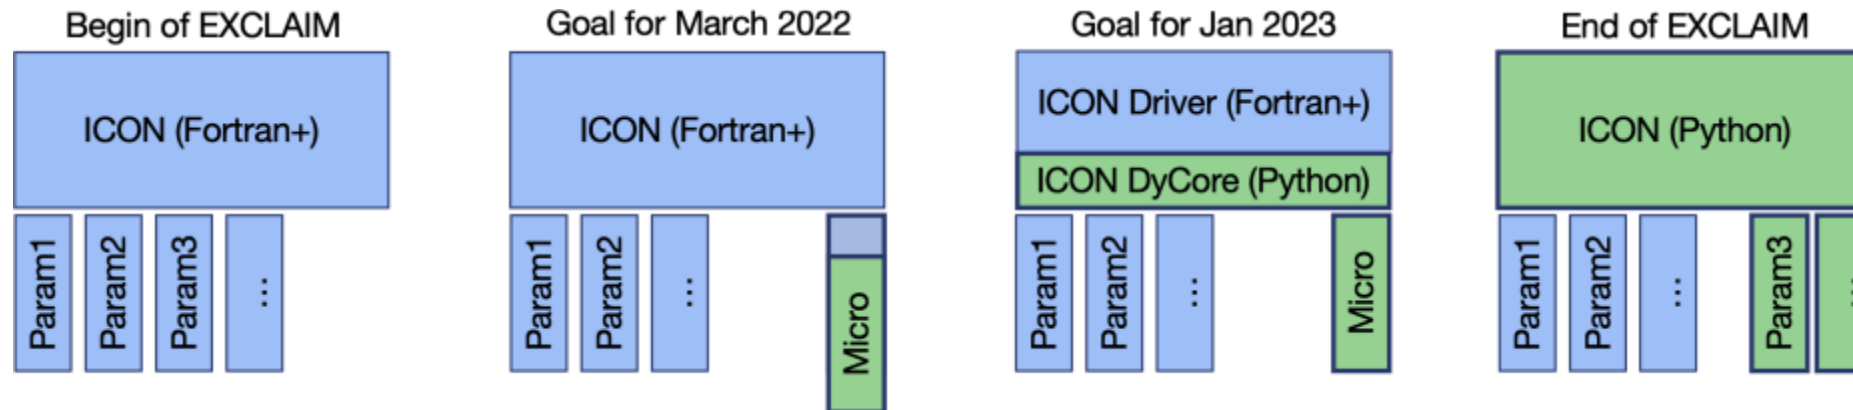 Begin of EXCLAIM
ICON (Fortran+)
Param1
Param2
Param3
...
Goal for March 2022
ICON (Fortran+)
Param1
Param2
...
Micro
Goal for Jan 2023
ICON Driver (Fortran+)
ICON DyCore (Python)
Param1
Param2
...
Micro
End of EXCLAIM
ICON (Python)
Param1
Param2
...
Param3
...